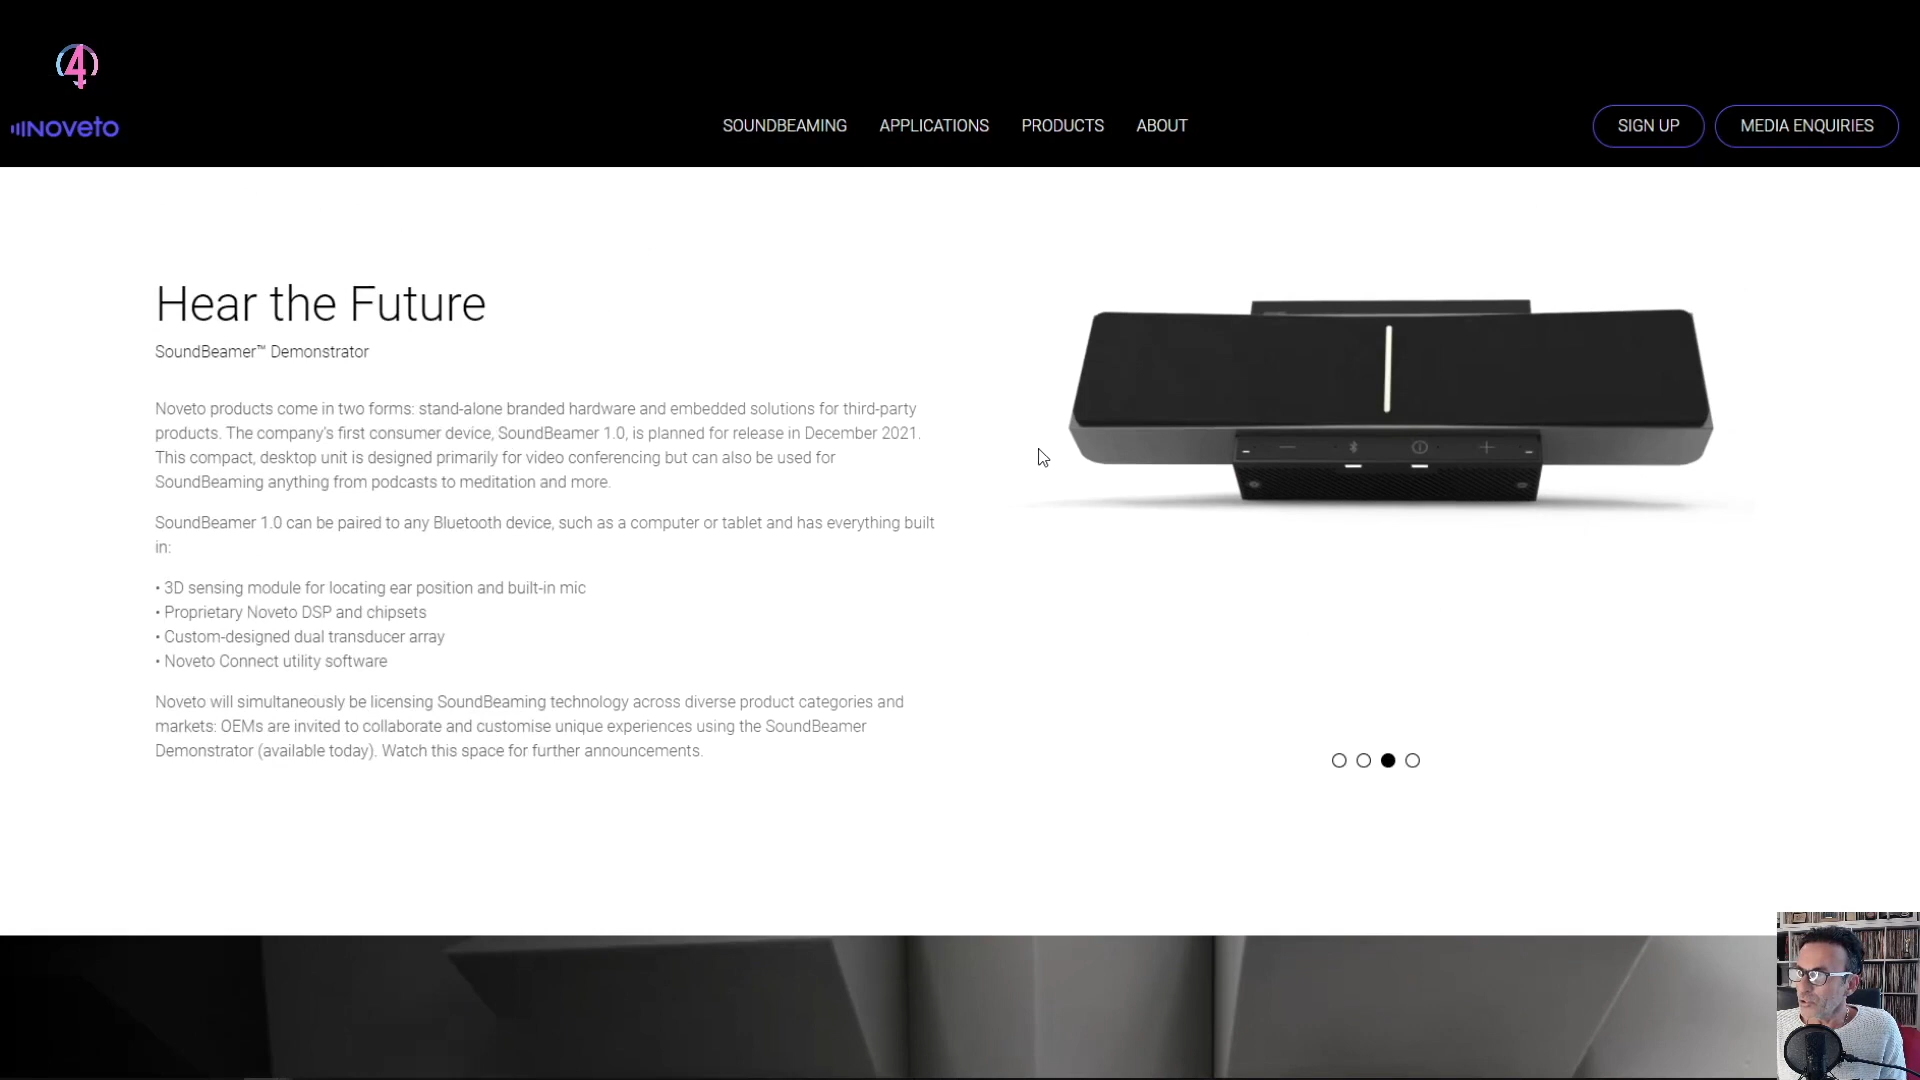 4
Noveto
SOUNDBEAMING APPLICATIONS PRODUCTS ABOUT
SIGN UP MEDIA ENQUIRIES
Hear the Future
SoundBeamer™ Demonstrator
Noveto products come in two forms: stand-alone branded hardware and embedded solutions for third-party
products. The company's first consumer device, SoundBeamer 1.0, is planned for release in December 2021.
This compact, desktop unit is designed primarily for video conferencing but can also be used for
SoundBeaming anything from podcasts to meditation and more.
SoundBeamer 1.0 can be paired to any Bluetooth device, such as a computer or tablet and has everything built
in:
• 3D sensing module for locating ear position and built-in mic
• Proprietary Noveto DSP and chipsets
• Custom-designed dual transducer array
• Noveto Connect utility software
Noveto will simultaneously be licensing SoundBeaming technology across diverse product categories and
markets: OEMs are invited to collaborate and customise unique experiences using the SoundBeamer
Demonstrator (available today). Watch this space for further announcements.